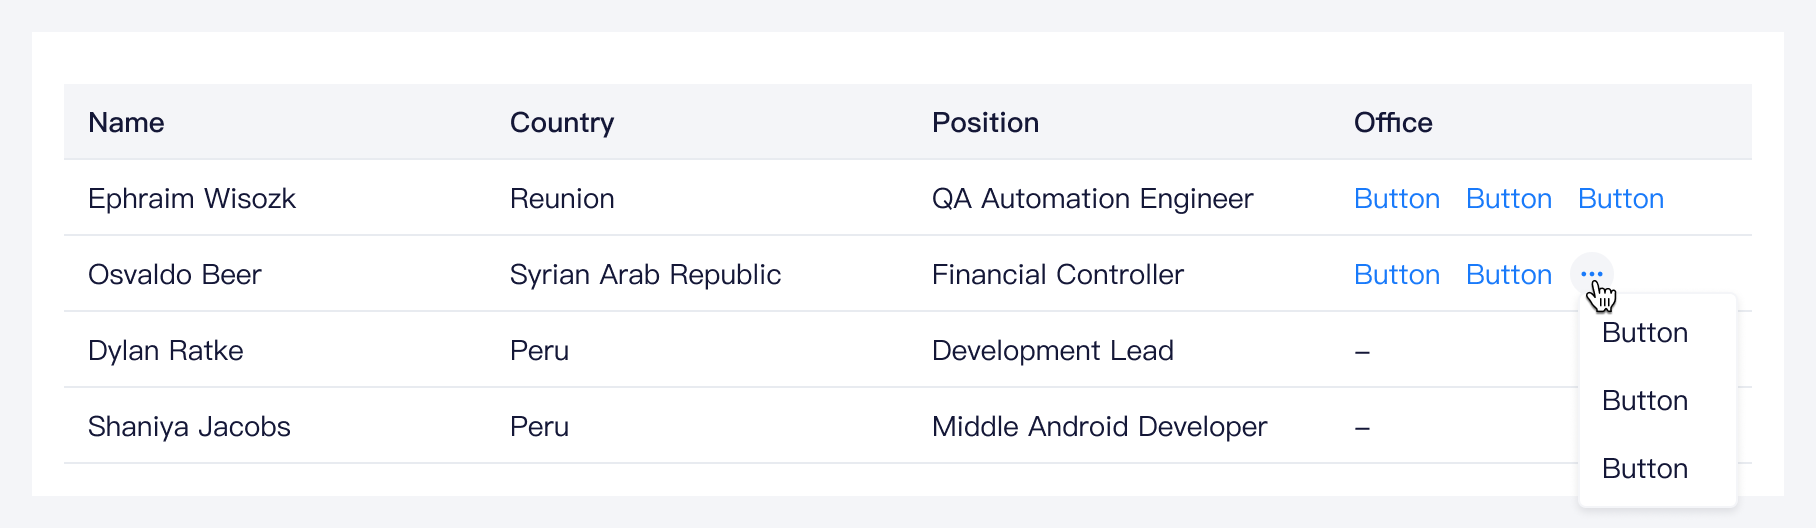 Name Country Position Office
Ephraim Wisozk Reunion QA Automation Engineer Button Button Button
Osvaldo Beer Syrian Arab Republic Financial Controller Button Button •••
Dylan Ratke Peru Development Lead –
Shaniya Jacobs Peru Middle Android Developer –
Button
Button
Button